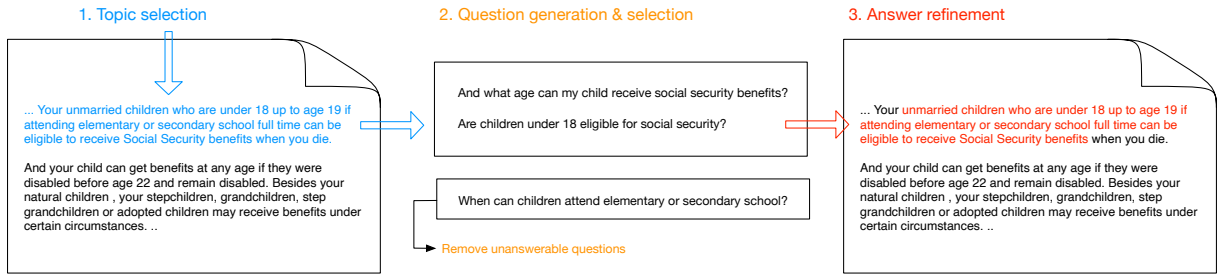 1. Topic selection
2. Question generation & selection
3. Answer refinement
... Your unmarried children who are under 18 up to age 19 if
attending elementary or secondary school full time can be
eligible to receive Social Security benefits when you die.
And your child can get benefits at any age if they were
disabled before age 22 and remain disabled. Besides your
natural children , your stepchildren, grandchildren, step
grandchildren or adopted children may receive benefits under
certain circumstances. ..
And what age can my child receive social security benefits?
Are children under 18 eligible for social security?
When can children attend elementary or secondary school?
Remove unanswerable questions
... Your unmarried children who are under 18 up to age 19 if
attending elementary or secondary school full time can be
eligible to receive Social Security benefits when you die.
And your child can get benefits at any age if they were
disabled before age 22 and remain disabled. Besides your
natural children , your stepchildren, grandchildren, step
grandchildren or adopted children may receive benefits under
certain circumstances. ..